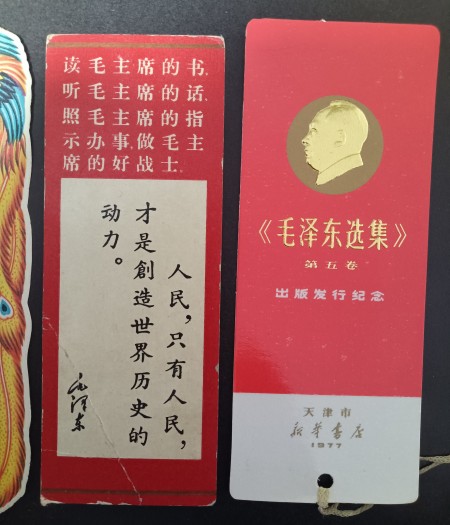 读毛主席的书,
听毛主席的话,
照毛主席的指
示办事,做毛主
席的好战士.
人民,只有人民,
才是創造世界历史的
动力。
毛泽东
《毛泽东选集》
第五卷
出版发行纪念
天津市
新华书店
1977